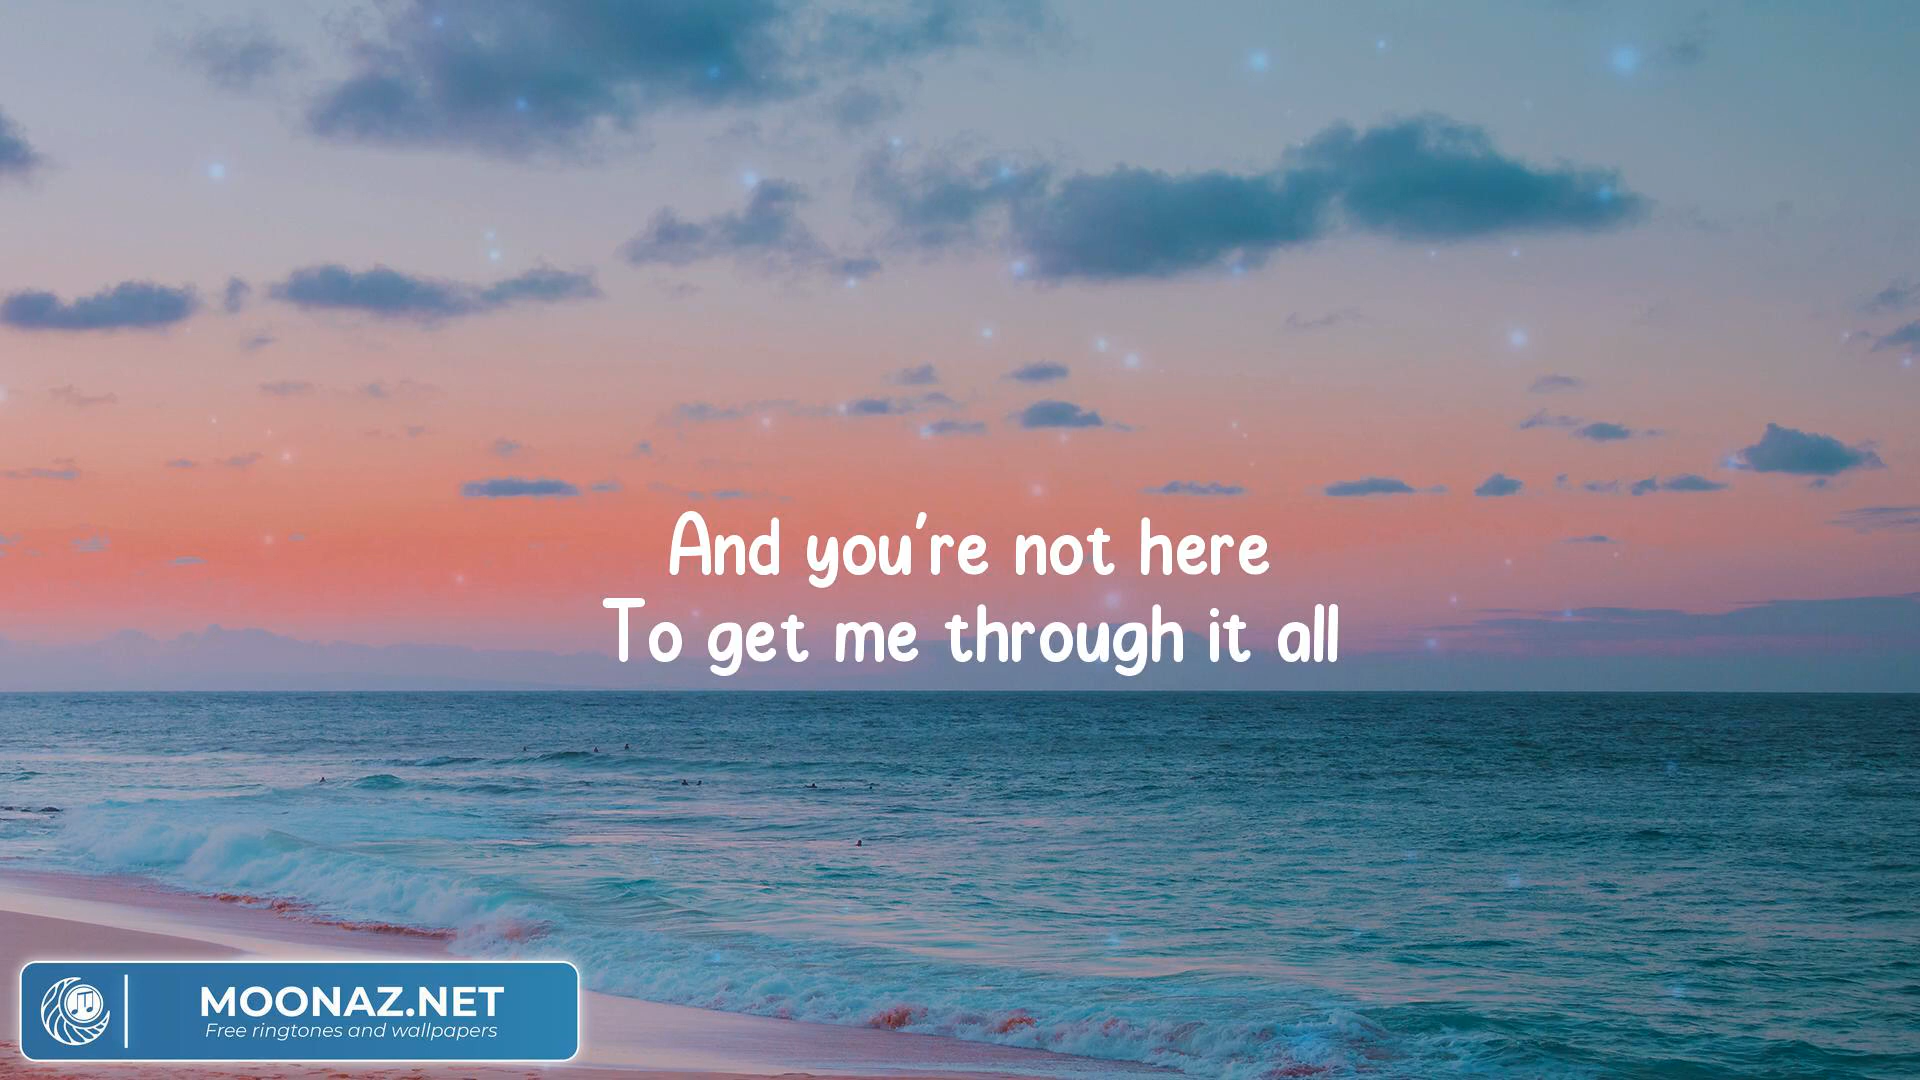 And you're not here
To get me through it all
MOONAZ.NET
Free ringtones and wallpapers